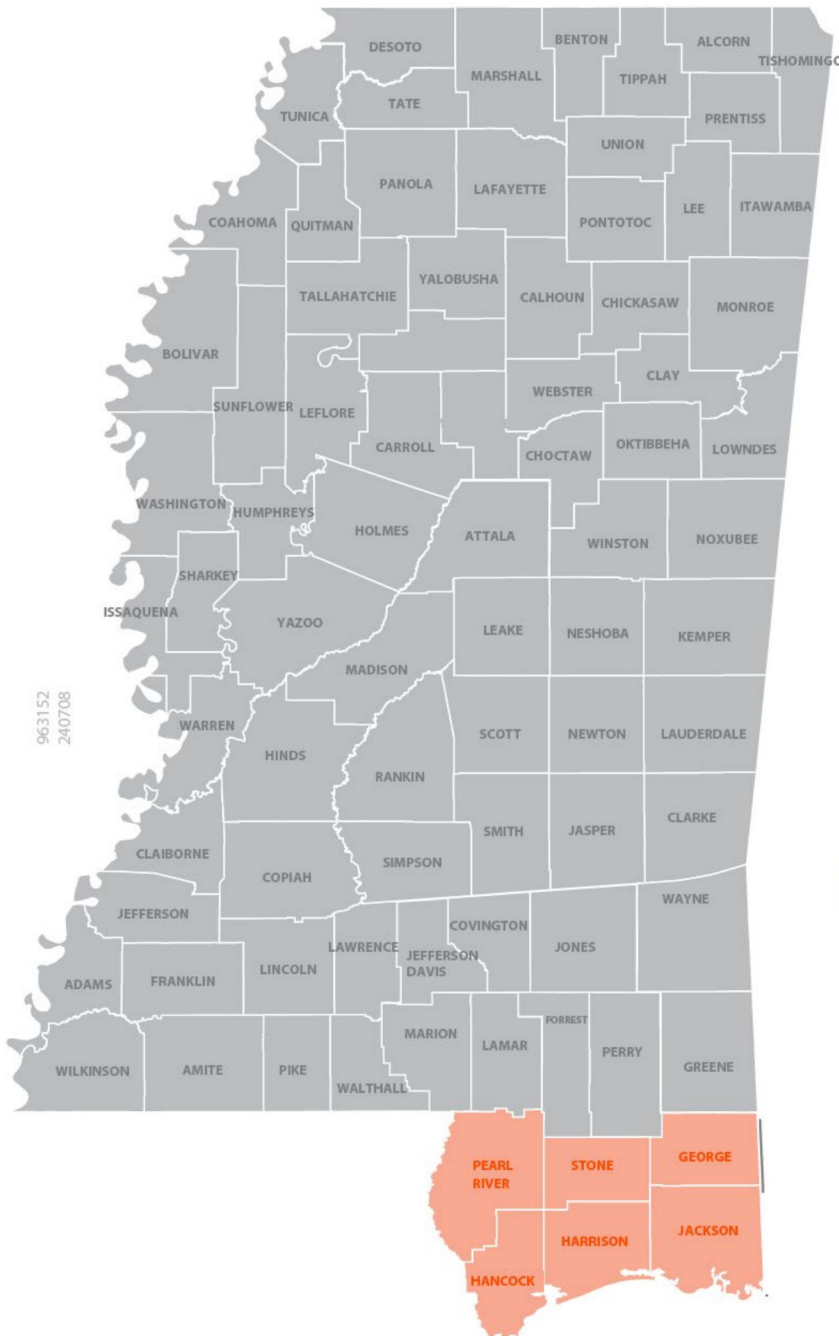 DESOTO
BENTON
ALCORN
TISHOMINGO
MARSHALL
TIPPAH
TATE
TUNICA
PRENTISS
UNION
PANOLA
LAFAYETTE
LEE
ITAWAMBA
COAHOMA
QUITMAN
PONTOTOC
YALOBUSHA
TALLAHATCHIE
CALHOUN
CHICKASAW
MONROE
BOLIVAR
CLAY
WEBSTER
SUNFLOWER
LEFLORE
CARROLL
CHOCTAW
OKTIBBEHA
LOWNDES
WASHINGTON
HUMPHREYS
HOLMES
ATTALA
WINSTON
NOXUBEE
SHARKEY
ISSAQUENA
YAZOO
LEAKE
NESHOBA
KEMPER
MADISON
963152
240708
WARREN
SCOTT
NEWTON
LAUDERDALE
HINDS
RANKIN
CLARKE
SMITH
JASPER
CLAIBORNE
SIMPSON
COPIAH
WAYNE
JEFFERSON
COVINGTON
LAWRENCE
JONES
JEFFERSON
DAVIS
LINCOLN
FRANKLIN
ADAMS
FORREST
MARION
LAMAR
PERRY
GREENE
WILKINSON
AMITE
PIKE
WALTHALL
PEARL
RIVER
STONE
GEORGE
JACKSON
HARRISON
HANCOCK